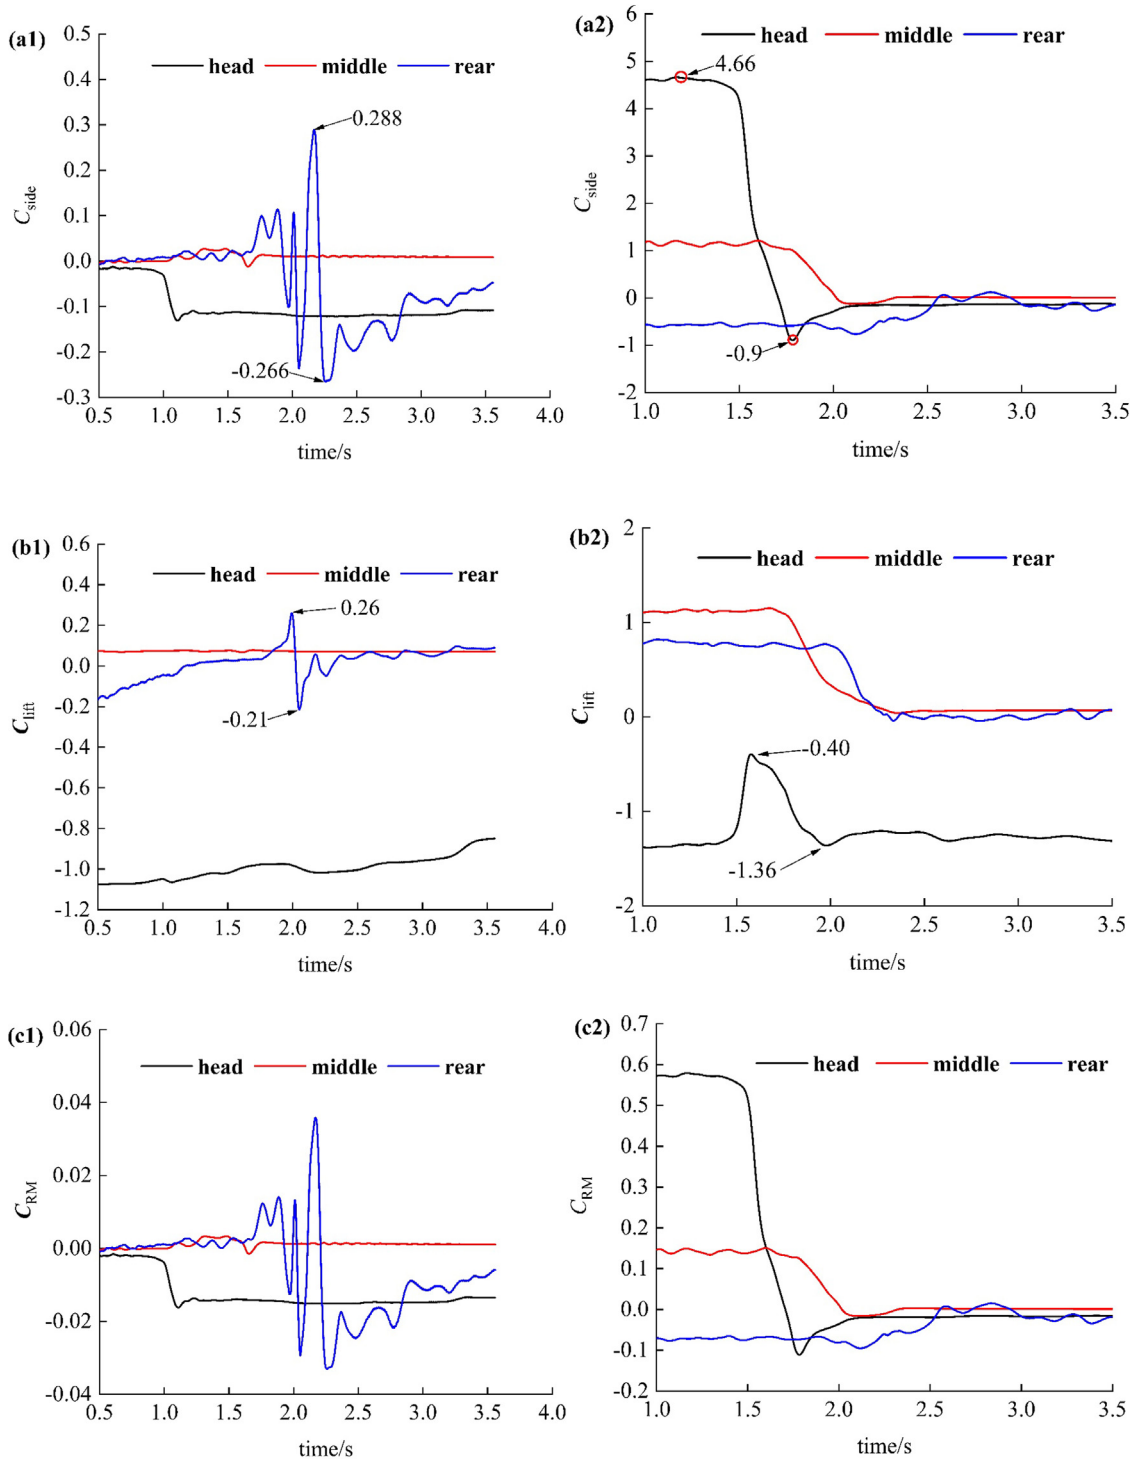 (a1)
head middle rear
0.5
0.4
0.3
0.2
0.1
0.0
-0.1
-0.2
-0.3
0.288
-0.266
Cside
0.5 1.0 1.5 2.0 2.5 3.0 3.5 4.0
time/s
(a2)
head middle rear
6
5
4
3
2
1
0
-1
-2
4.66
-0.9
Cside
1.0 1.5 2.0 2.5 3.0 3.5
time/s
(b1)
head middle rear
0.6
0.4
0.2
0.0
-0.2
-0.4
-0.6
-0.8
-1.0
-1.2
0.26
-0.21
Clift
0.5 1.0 1.5 2.0 2.5 3.0 3.5 4.0
time/s
(b2)
head middle rear
2
1
0
-1
-2
-0.40
-1.36
Clift
1.0 1.5 2.0 2.5 3.0 3.5
time/s
(c1)
head middle rear
0.06
0.04
0.02
0.00
-0.02
-0.04
CRM
0.5 1.0 1.5 2.0 2.5 3.0 3.5 4.0
time/s
(c2)
head middle rear
0.7
0.6
0.5
0.4
0.3
0.2
0.1
0.0
-0.1
-0.2
CRM
1.0 1.5 2.0 2.5 3.0 3.5
time/s